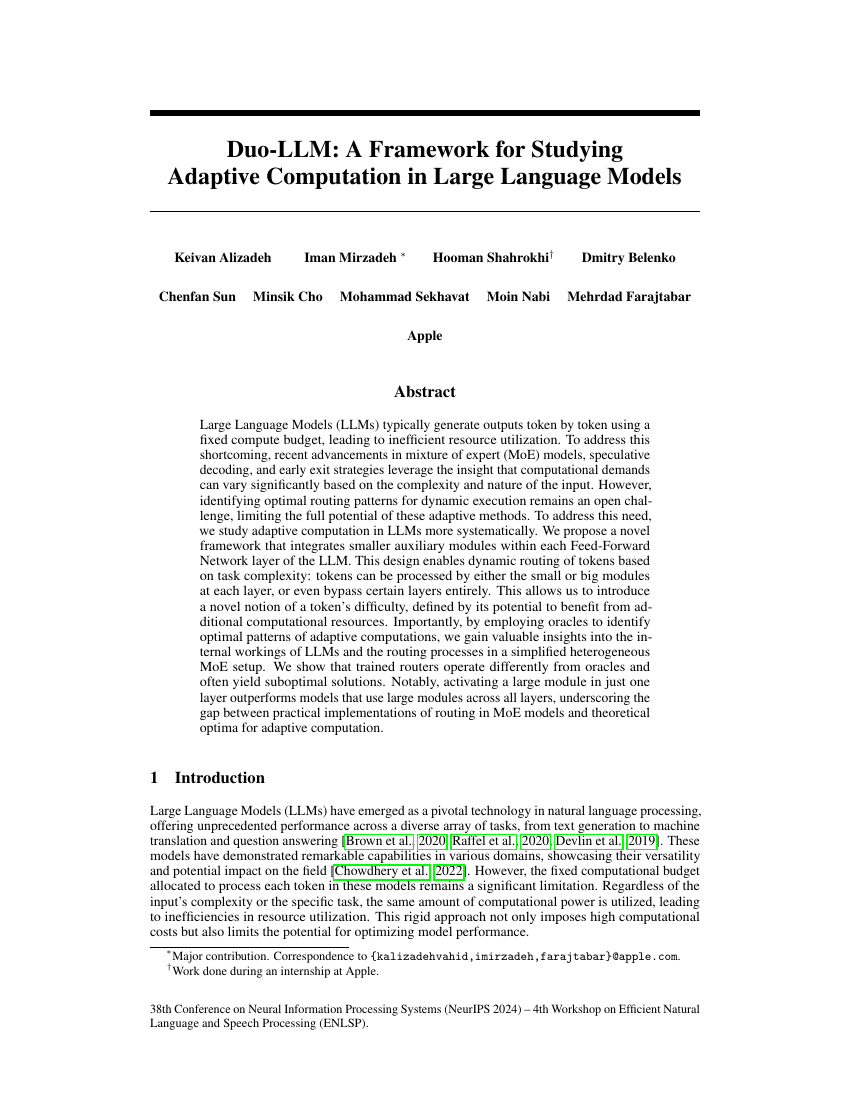 Duo-LLM: A Framework for Studying
Adaptive Computation in Large Language Models
Keivan Alizadeh Iman Mirzadeh * Hooman Shahrokhi† Dmitry Belenko
Chenfan Sun Minsik Cho Mohammad Sekhavat Moin Nabi Mehrdad Farajtabar
Apple
Abstract
Large Language Models (LLMs) typically generate outputs token by token using a
fixed compute budget, leading to inefficient resource utilization. To address this
shortcoming, recent advancements in mixture of expert (MoE) models, speculative
decoding, and early exit strategies leverage the insight that computational demands
can vary significantly based on the complexity and nature of the input. However,
identifying optimal routing patterns for dynamic execution remains an open chal-
lenge, limiting the full potential of these adaptive methods. To address this need,
we study adaptive computation in LLMs more systematically. We propose a novel
framework that integrates smaller auxiliary modules within each Feed-Forward
Network layer of the LLM. This design enables dynamic routing of tokens based
on task complexity: tokens can be processed by either the small or big modules
at each layer, or even bypass certain layers entirely. This allows us to introduce
a novel notion of a token's difficulty, defined by its potential to benefit from ad-
ditional computational resources. Importantly, by employing oracles to identify
optimal patterns of adaptive computations, we gain valuable insights into the in-
ternal workings of LLMs and the routing processes in a simplified heterogeneous
MoE setup. We show that trained routers operate differently from oracles and
often yield suboptimal solutions. Notably, activating a large module in just one
layer outperforms models that use large modules across all layers, underscoring the
gap between practical implementations of routing in MoE models and theoretical
optima for adaptive computation.
1 Introduction
Large Language Models (LLMs) have emerged as a pivotal technology in natural language processing,
offering unprecedented performance across a diverse array of tasks, from text generation to machine
translation and question answering [Brown et al., 2020, Raffel et al., 2020, Devlin et al., 2019]. These
models have demonstrated remarkable capabilities in various domains, showcasing their versatility
and potential impact on the field [Chowdhery et al., 2022]. However, the fixed computational budget
allocated to process each token in these models remains a significant limitation. Regardless of the
input's complexity or the specific task, the same amount of computational power is utilized, leading
to inefficiencies in resource utilization. This rigid approach not only imposes high computational
costs but also limits the potential for optimizing model performance.
*Major contribution. Correspondence to {kalizadehvahid,imirzadeh,farajtabar}@apple.com.
†Work done during an internship at Apple.
38th Conference on Neural Information Processing Systems (NeurIPS 2024) – 4th Workshop on Efficient Natural
Language and Speech Processing (ENLSP).